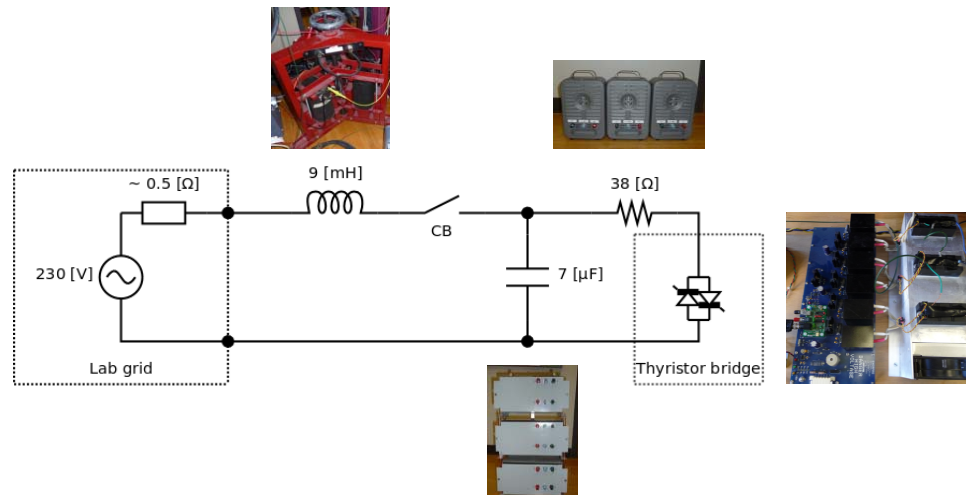 9 [mH]
~ 0.5 [Ω]
38 [Ω]
CB
230 [V]
7 [µF]
Lab grid
Thyristor bridge